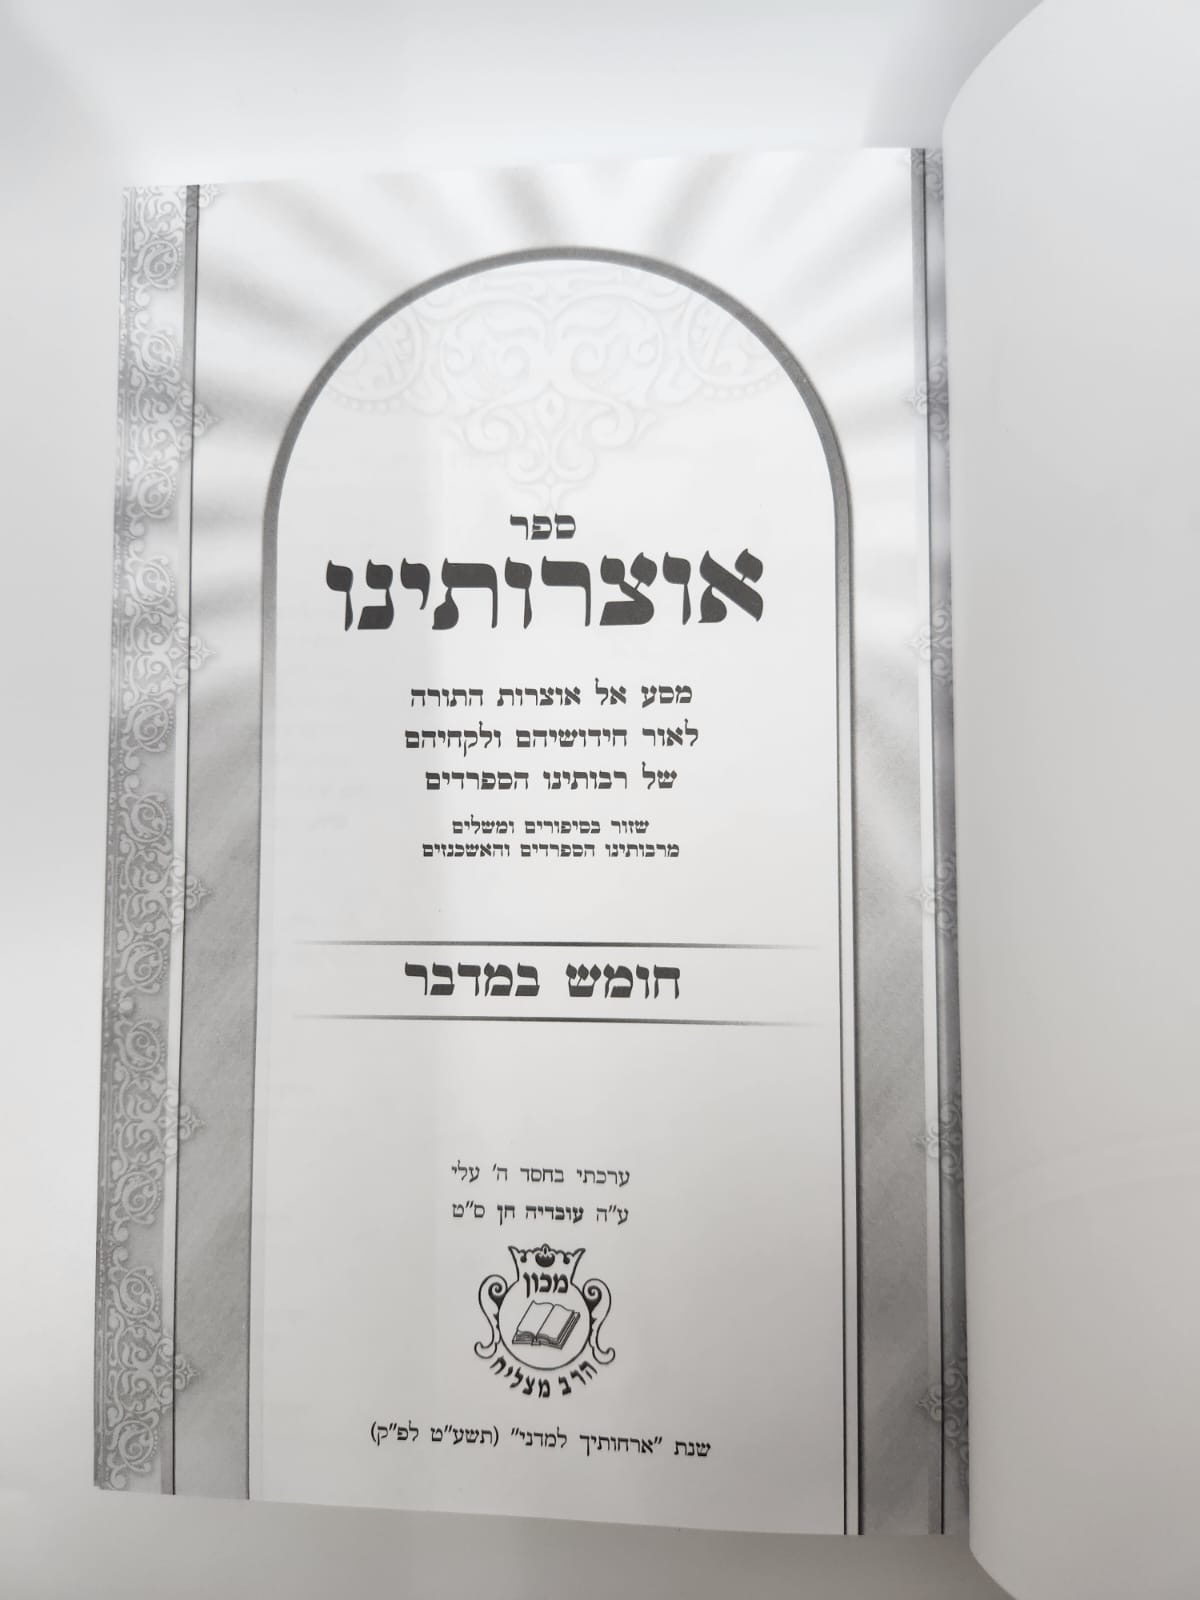 ספר
אוצרותינו
מסע אל אוצרות התורה
לאור חידושיהם ולקחיהם
של רבותינו הספרדים
שזור בסיפורים ומשלים
מרבותינו הספרדים והאשכנזים
חומש במדבר
ערכתי בחסד ה' עלי
ע"ה עובדיה חן ס"ט
מכון
הרב מצליח
שנת "ארחותיך למדני" (תשע"ט לפ"ק)